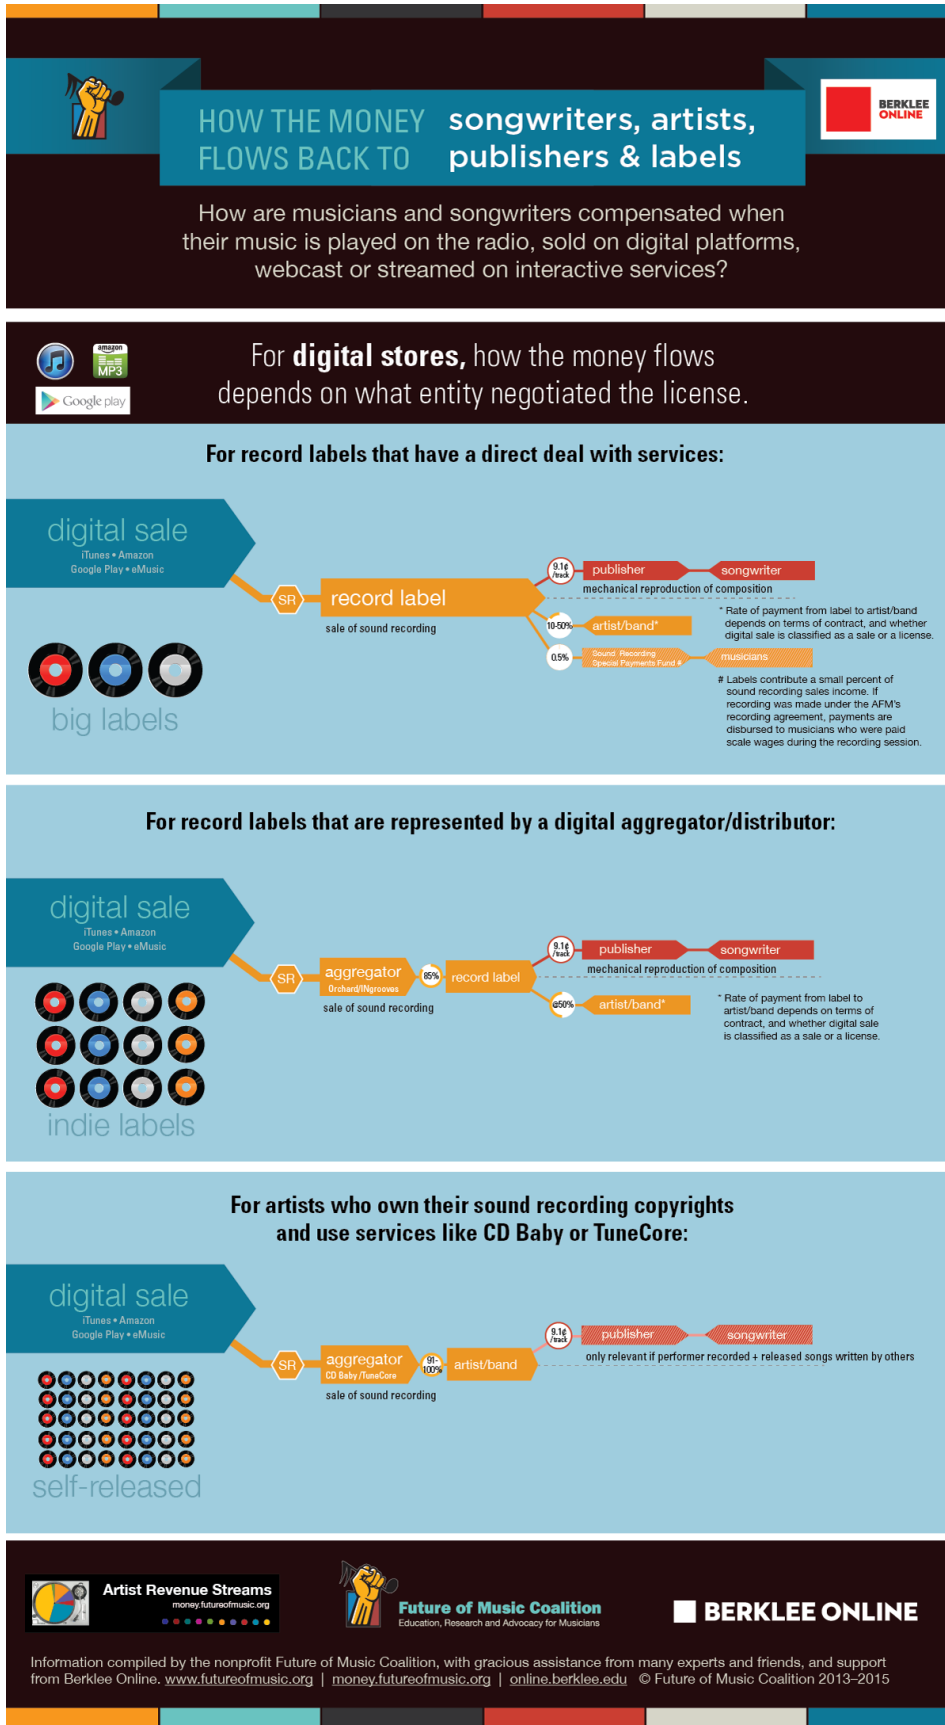 HOW THE MONEY songwriters, artists,
FLOWS BACK TO publishers & labels
BERKLEE
ONLINE
How are musicians and songwriters compensated when
their music is played on the radio, sold on digital platforms,
webcast or streamed on interactive services?
amazon
MP3
Google play
For digital stores, how the money flows
depends on what entity negotiated the license.
For record labels that have a direct deal with services:
digital sale
iTunes • Amazon
Google Play • eMusic
SR
record label
sale of sound recording
9.1¢
/track
publisher
songwriter
mechanical reproduction of composition
10-50%
artist/band*
* Rate of payment from label to artist/band
depends on terms of contract, and whether
digital sale is classified as a sale or a license.
0.5%
Sound Recording
Special Payments Fund #
musicians
# Labels contribute a small percent of
sound recording sales income. If
recording was made under the AFM's
recording agreement, payments are
disbursed to musicians who were paid
scale wages during the recording session.
big labels
For record labels that are represented by a digital aggregator/distributor:
digital sale
iTunes • Amazon
Google Play • eMusic
SR
aggregator
Orchard/INgrooves
sale of sound recording
85%
record label
9.1¢
/track
publisher
songwriter
mechanical reproduction of composition
@50%
artist/band*
* Rate of payment from label to
artist/band depends on terms of
contract, and whether digital sale
is classified as a sale or a license.
indie labels
For artists who own their sound recording copyrights
and use services like CD Baby or TuneCore:
digital sale
iTunes • Amazon
Google Play • eMusic
SR
aggregator
CD Baby /TuneCore
sale of sound recording
91-
100%
artist/band
9.1¢
/track
publisher
songwriter
only relevant if performer recorded + released songs written by others
self-released
Artist Revenue Streams
money.futureofmusic.org
Future of Music Coalition
Education, Research and Advocacy for Musicians
BERKLEE ONLINE
Information compiled by the nonprofit Future of Music Coalition, with gracious assistance from many experts and friends, and support
from Berklee Online. www.futureofmusic.org | money.futureofmusic.org | online.berklee.edu © Future of Music Coalition 2013–2015